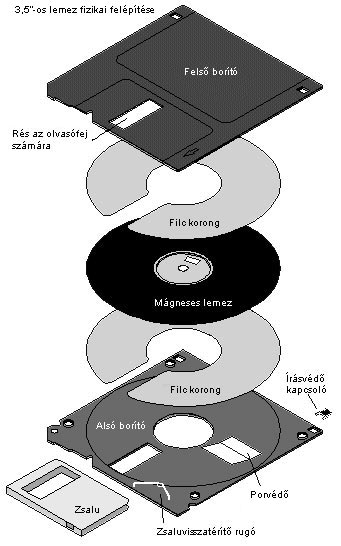 3,5"-os lemez fizikai felépítése
Felső borító
Rés az olvasófej
számára
Filckorong
Mágneses lemez
Filckorong
Írásvédő
kapcsoló
Alsó borító
Porvédő
Zsalu
Zsaluvisszatérítő rugó